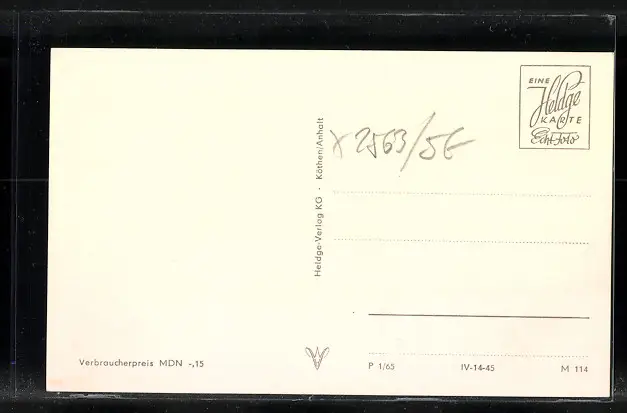 EINE
Heldge
KARTE
Echt Foto
x 2563/5E
Heldge-Verlag KG · Köthen/Anhalt
Verbraucherpreis MDN -,15
P 1/65 IV-14-45 M 114